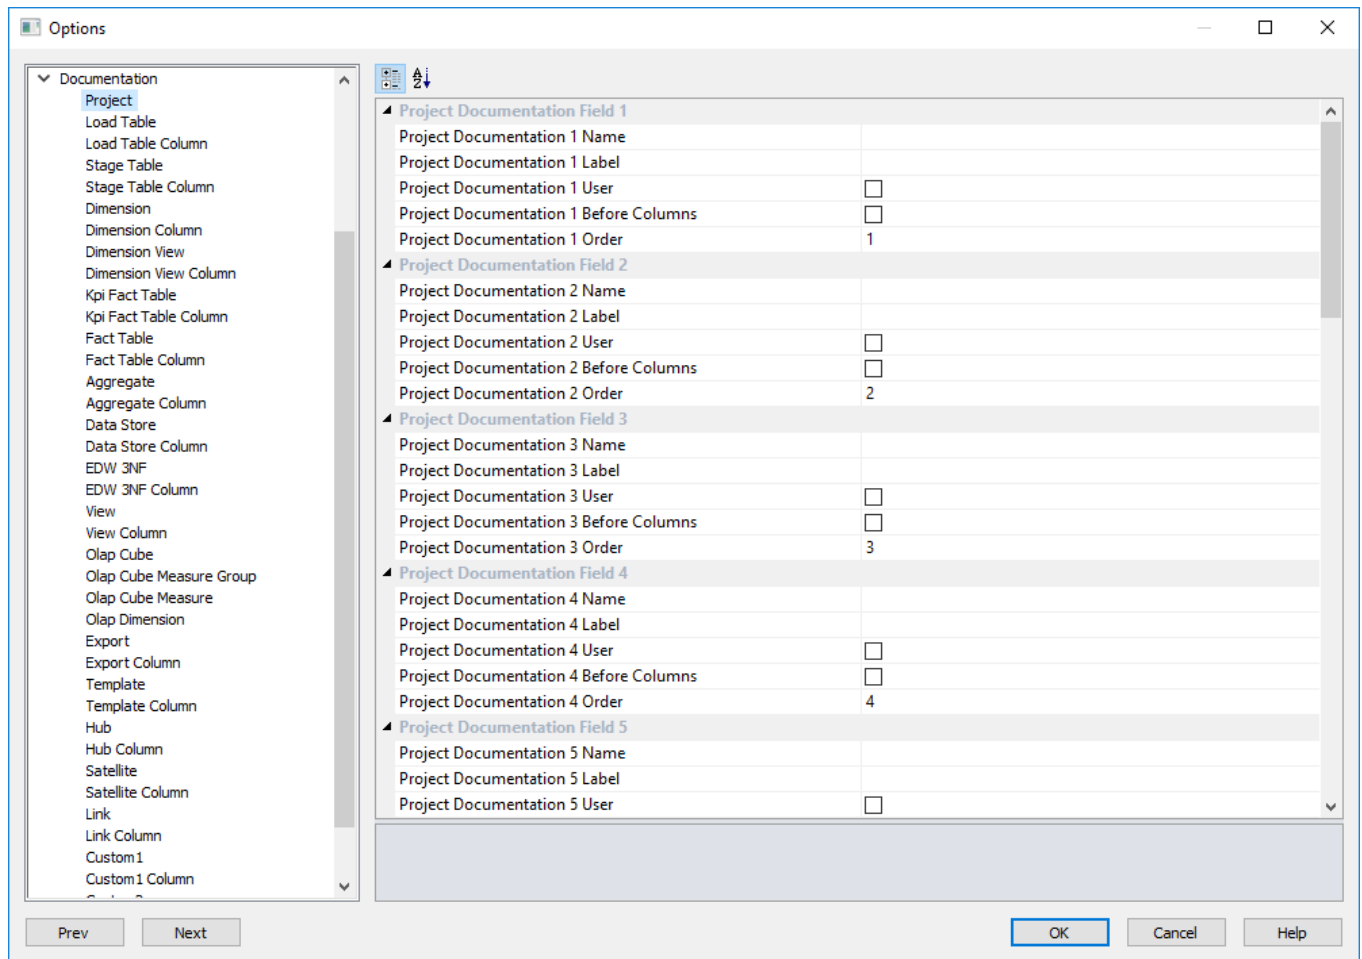 Options
Documentation
Project
Load Table
Load Table Column
Stage Table
Stage Table Column
Dimension
Dimension Column
Dimension View
Dimension View Column
Kpi Fact Table
Kpi Fact Table Column
Fact Table
Fact Table Column
Aggregate
Aggregate Column
Data Store
Data Store Column
EDW 3NF
EDW 3NF Column
View
View Column
Olap Cube
Olap Cube Measure Group
Olap Cube Measure
Olap Dimension
Export
Export Column
Template
Template Column
Hub
Hub Column
Satellite
Satellite Column
Link
Link Column
Custom1
Custom1 Column
Project Documentation Field 1
Project Documentation 1 Name
Project Documentation 1 Label
Project Documentation 1 User
Project Documentation 1 Before Columns
Project Documentation 1 Order 1
Project Documentation Field 2
Project Documentation 2 Name
Project Documentation 2 Label
Project Documentation 2 User
Project Documentation 2 Before Columns
Project Documentation 2 Order 2
Project Documentation Field 3
Project Documentation 3 Name
Project Documentation 3 Label
Project Documentation 3 User
Project Documentation 3 Before Columns
Project Documentation 3 Order 3
Project Documentation Field 4
Project Documentation 4 Name
Project Documentation 4 Label
Project Documentation 4 User
Project Documentation 4 Before Columns
Project Documentation 4 Order 4
Project Documentation Field 5
Project Documentation 5 Name
Project Documentation 5 Label
Project Documentation 5 User
Prev Next OK Cancel Help